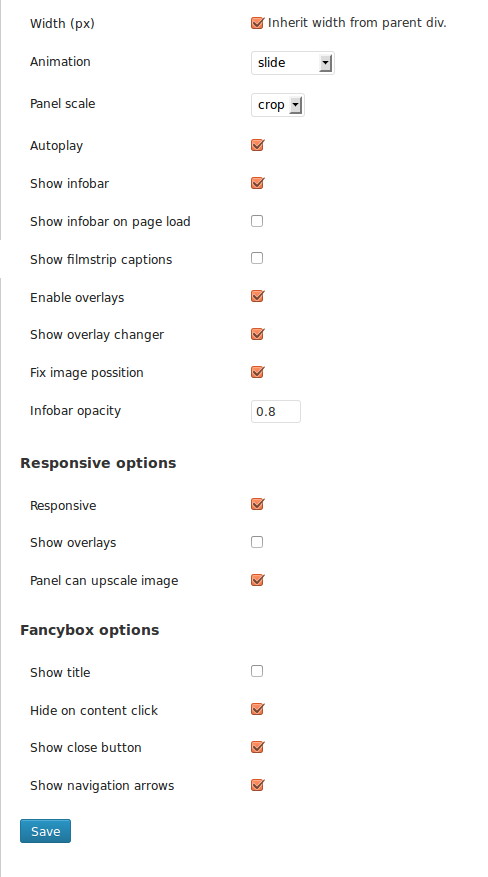 Width (px) Inherit width from parent div.
Animation slide
Panel scale crop
Autoplay
Show infobar
Show infobar on page load
Show filmstrip captions
Enable overlays
Show overlay changer
Fix image possition
Infobar opacity 0.8
Responsive options
Responsive
Show overlays
Panel can upscale image
Fancybox options
Show title
Hide on content click
Show close button
Show navigation arrows
Save